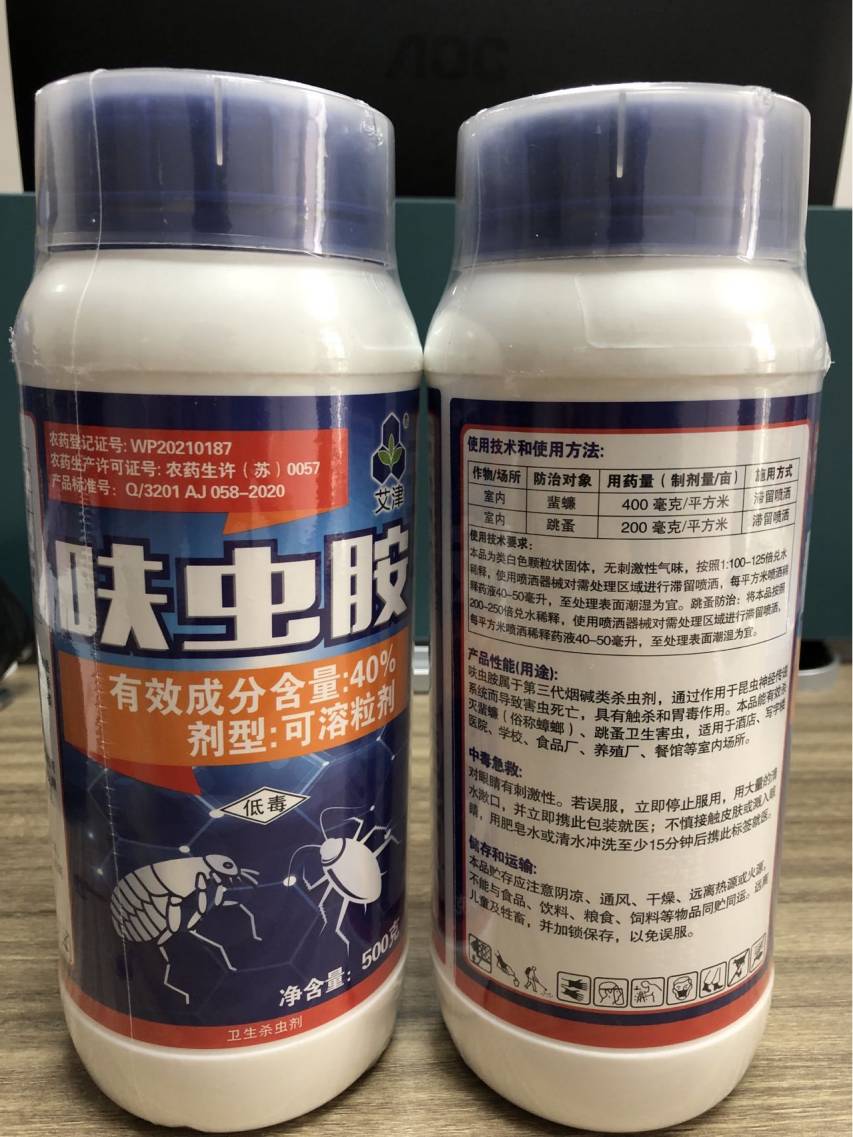 AOC
农药登记证号: WP20210187
农药生产许可证号: 农药生许（苏）0057
产品标准号: Q/3201 AJ 058-2020
艾津®
呋虫胺
有效成分含量:40%
剂型:可溶粒剂
低毒
净含量: 500克
卫生杀虫剂
使用技术和使用方法:
作物/场所 防治对象 用药量（制剂量/亩） 施用方式
室内 蜚蠊 400 毫克/平方米 滞留喷洒
室内 跳蚤 200 毫克/平方米 滞留喷洒
使用技术要求:
本品为类白色颗粒状固体，无刺激性气味，按照1:100-125倍兑水
稀释，使用喷洒器械对需处理区域进行滞留喷洒，每平方米喷洒稀
释药液40-50毫升，至处理表面潮湿为宜。跳蚤防治: 将本品按照
200-250倍兑水稀释，使用喷洒器械对需处理区域进行滞留喷洒，
每平方米喷洒稀释药液40-50毫升，至处理表面潮湿为宜。
产品性能(用途):
呋虫胺属于第三代烟碱类杀虫剂，通过作用于昆虫神经传递
系统而导致害虫死亡，具有触杀和胃毒作用。本品能有效杀
灭蜚蠊（俗称蟑螂）、跳蚤卫生害虫，适用于酒店、写字楼
医院、学校、食品厂、养殖厂、餐馆等室内场所。
中毒急救:
对眼睛有刺激性。若误服，立即停止服用，用大量的清
水漱口，并立即携此包装就医；不慎接触皮肤或溅入眼
睛，用肥皂水或清水冲洗至少15分钟后携此标签就医。
储存和运输:
本品贮存应注意阴凉、通风、干燥、远离热源或火源，
不能与食品、饮料、粮食、饲料等物品同贮同运。远离
儿童及牲畜，并加锁保存，以免误服。